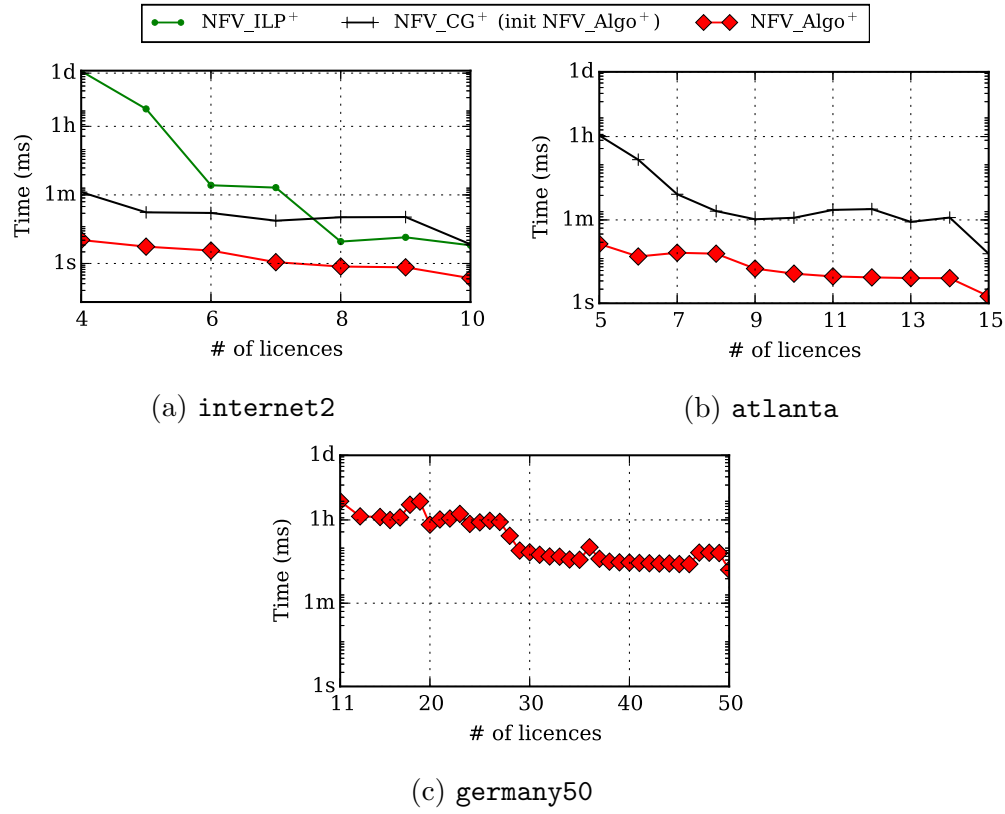 NFV_ILP⁺ NFV_CG⁺ (init NFV_Algo⁺) NFV_Algo⁺
1d
1h
1m
1s
Time (ms)
4 6 8 10
# of licences
(a) internet2
1d
1h
1m
1s
Time (ms)
5 7 9 11 13 15
# of licences
(b) atlanta
1d
1h
1m
1s
Time (ms)
11 20 30 40 50
# of licences
(c) germany50